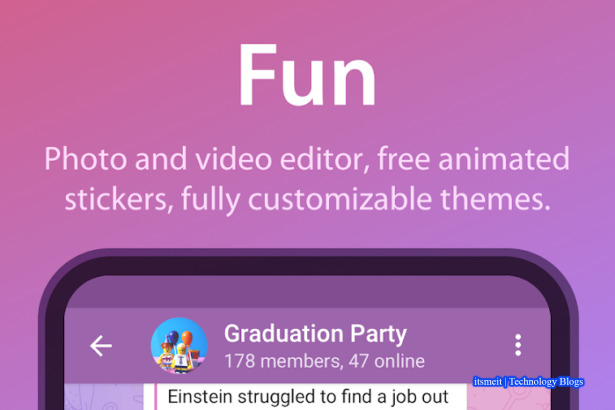 Fun
Photo and video editor, free animated
stickers, fully customizable themes.
Graduation Party
178 members, 47 online
itsmeit | Technology Blogs
Einstein struggled to find a job out